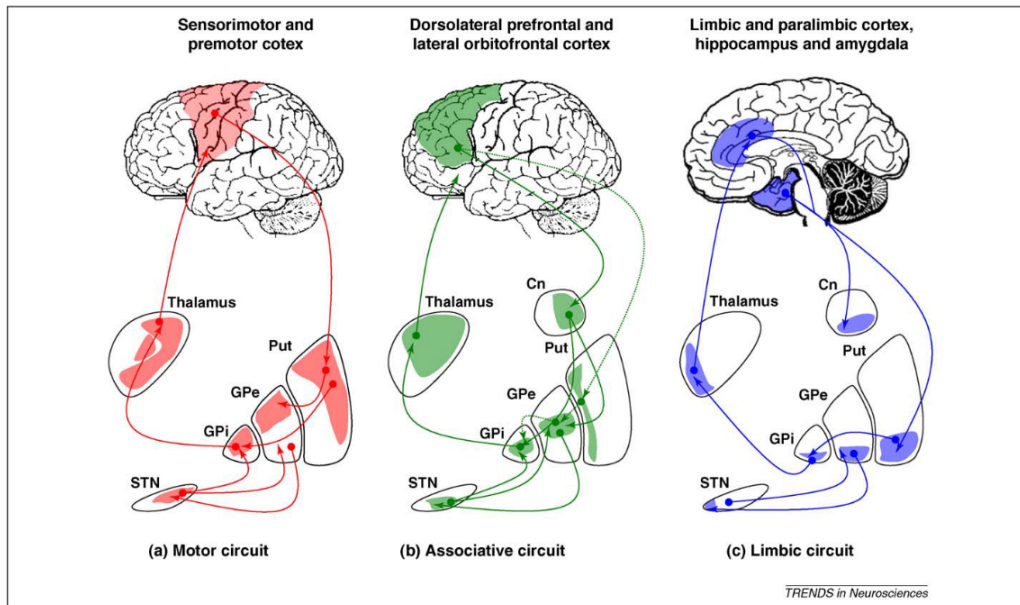 Sensorimotor and
premotor cotex
Dorsolateral prefrontal and
lateral orbitofrontal cortex
Limbic and paralimbic cortex,
hippocampus and amygdala
Thalamus
Put
GPe
GPi
STN
(a) Motor circuit
Cn
Thalamus
Put
GPe
GPi
STN
(b) Associative circuit
Cn
Thalamus
Put
GPe
GPi
STN
(c) Limbic circuit
TRENDS in Neurosciences